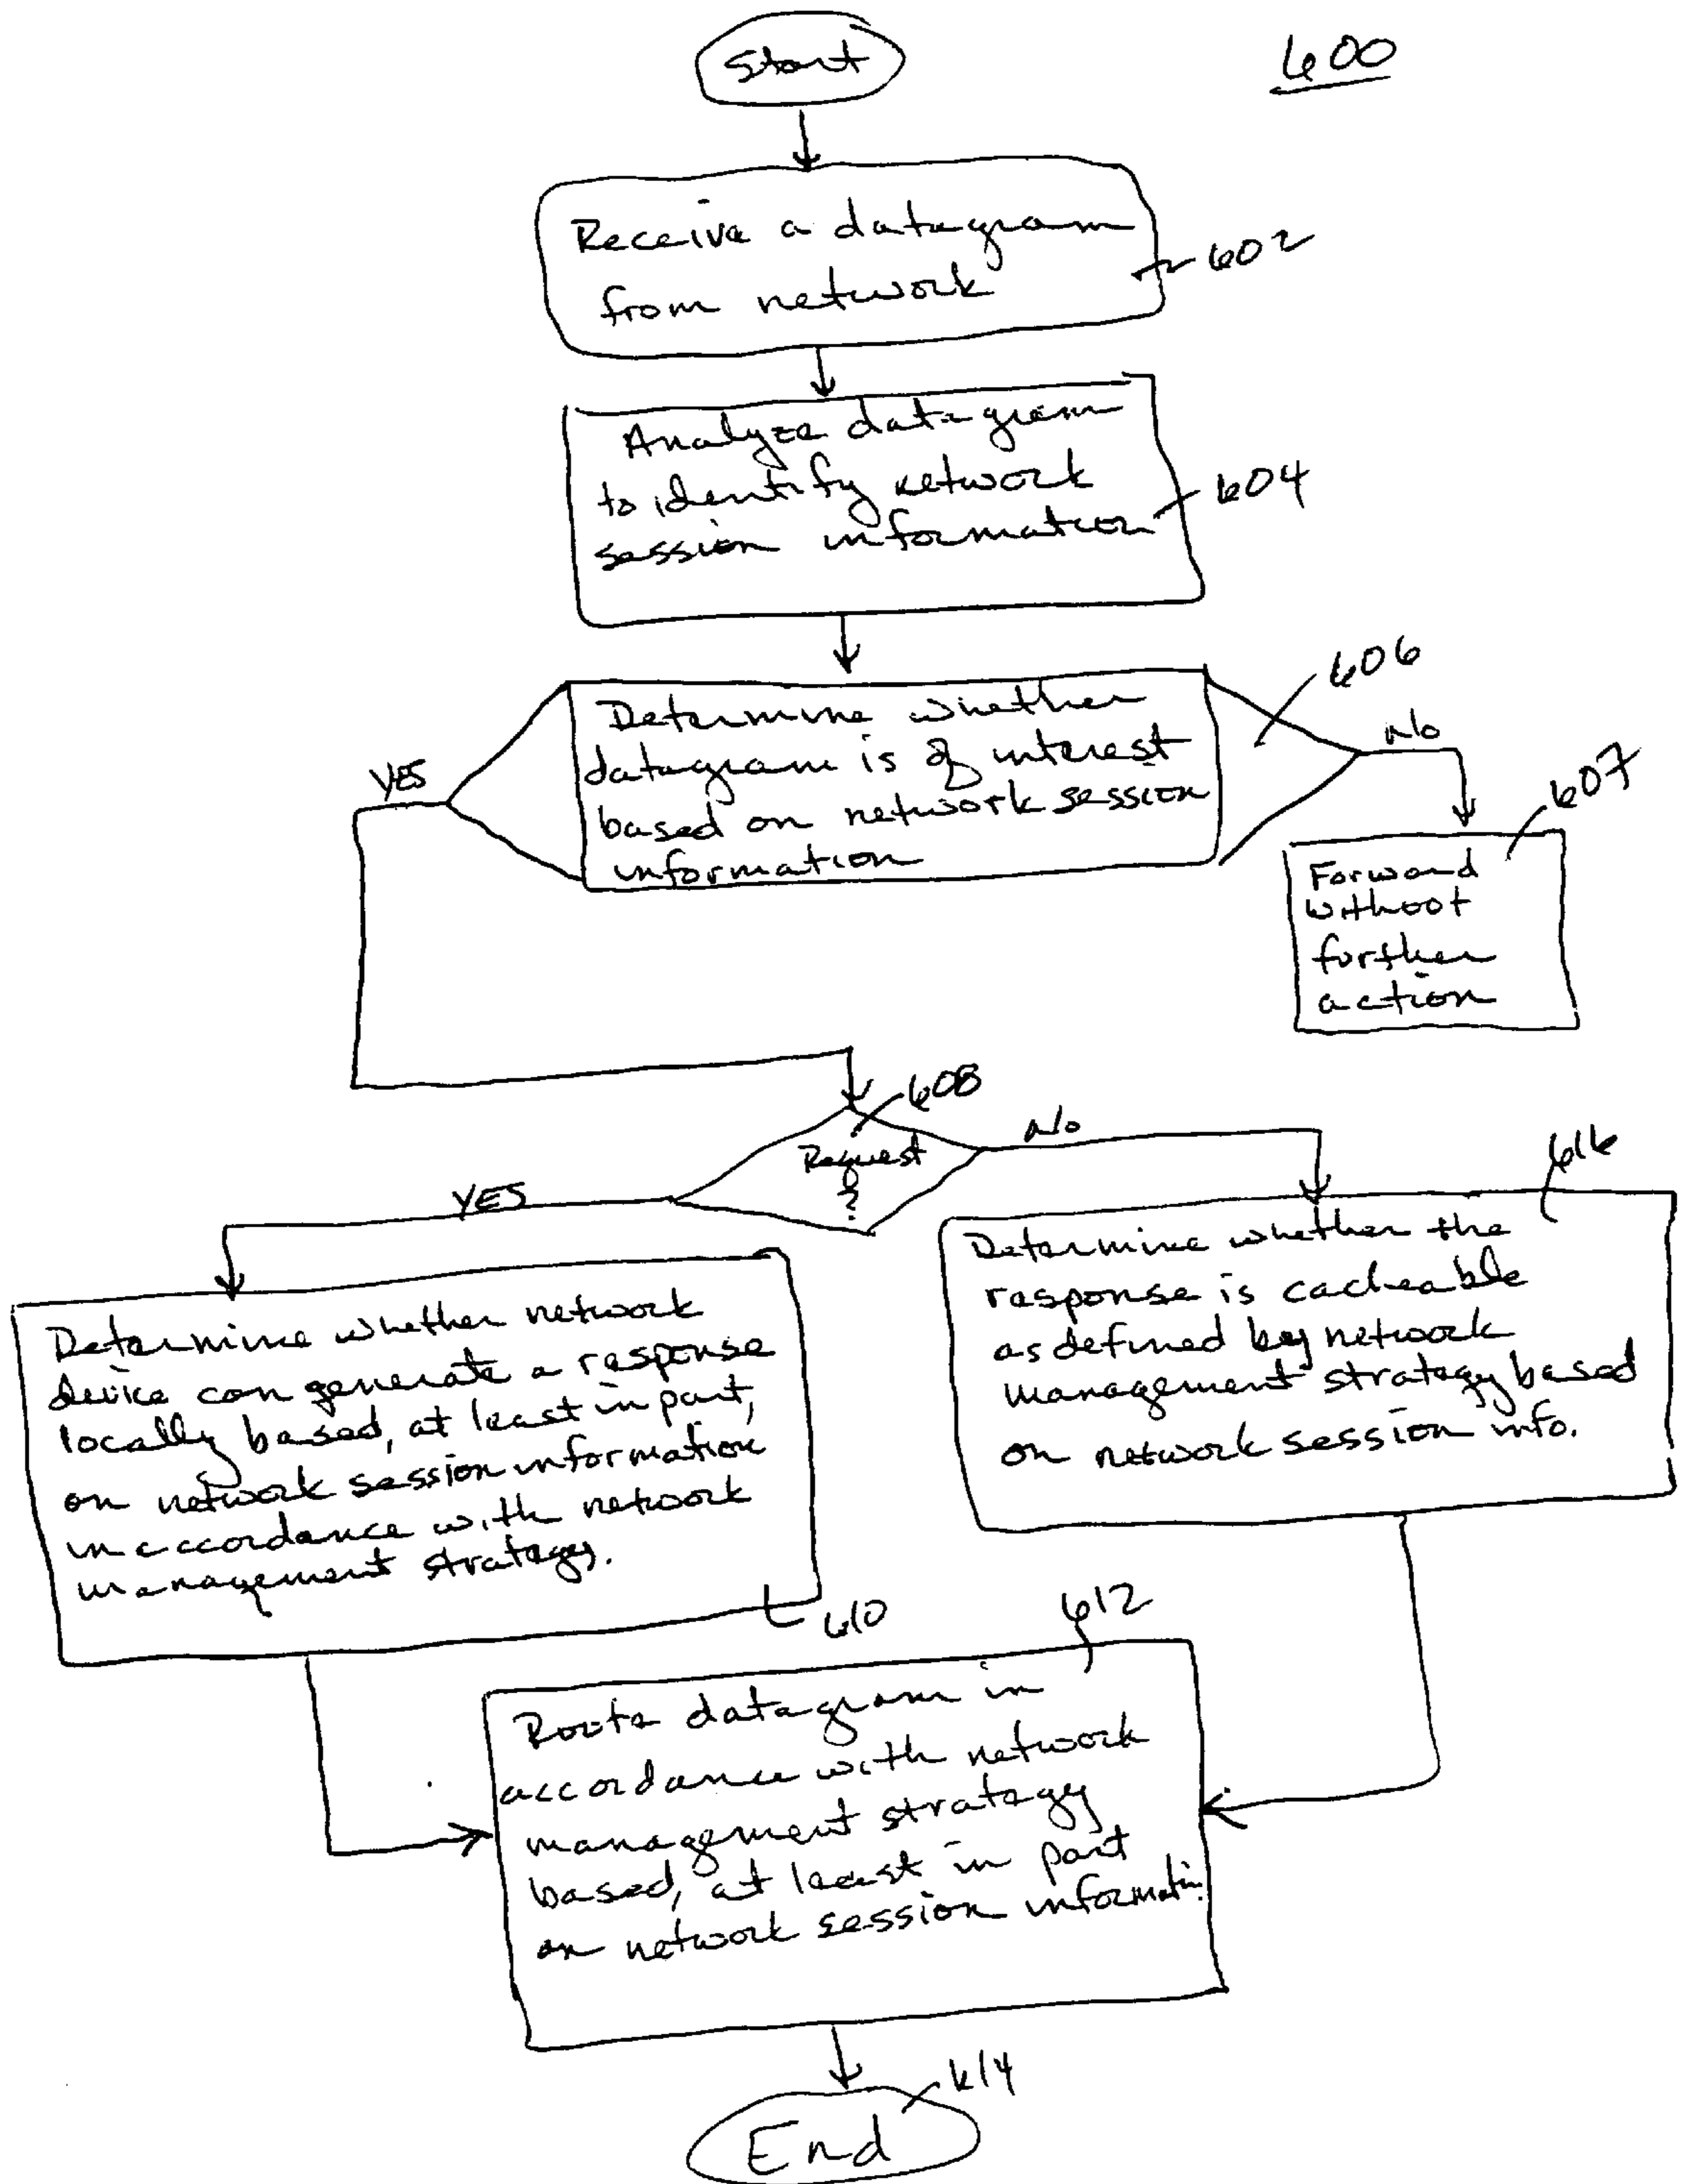 Start
600
Receive a datagram
from network
602
Analyze datagram
to identify network
session information
604
606
Determine whether
datagram is of interest
based on network session
information
YES
No
607
Forward
without
further
action
608
Request
?
YES
No
616
Determine whether network
device can generate a response
locally based, at least in part,
on network session information
in accordance with network
management strategy.
610
Determine whether the
response is cacheable
as defined by network
management strategy based
on network session info.
612
Route datagram in
accordance with network
management strategy
based, at least in part
on network session information
614
End